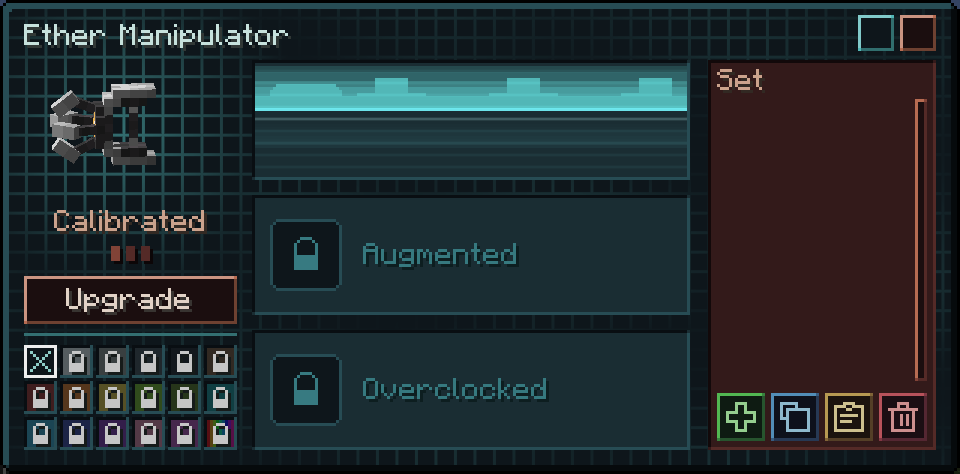 Ether Manipulator
Set
Calibrated
Upgrade
Augmented
Overclocked